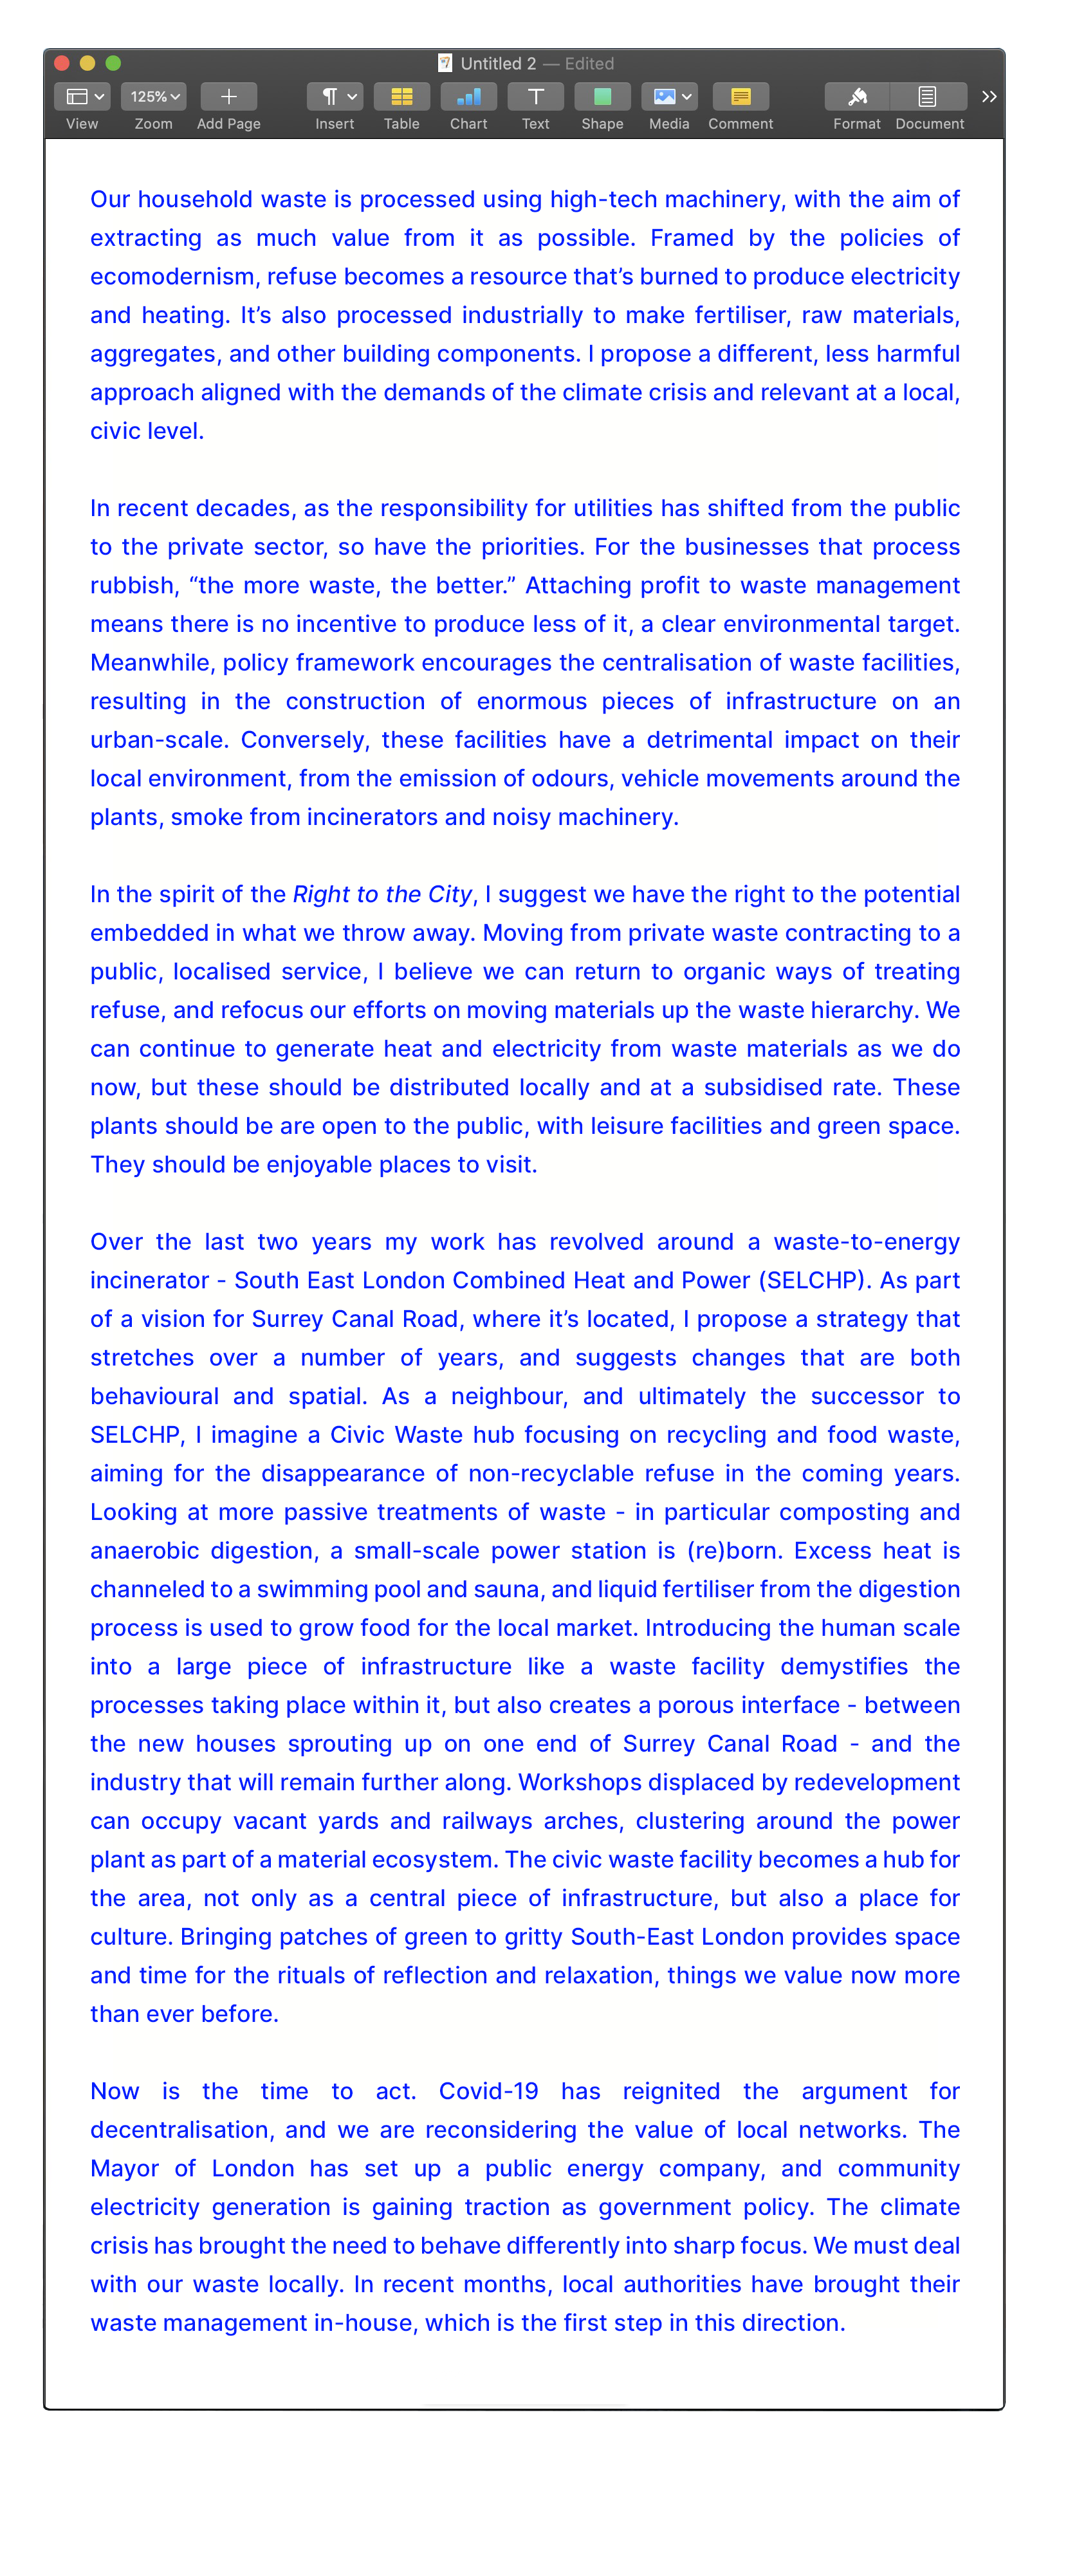 Untitled 2 — Edited
125%
View Zoom Add Page Insert Table Chart Text Shape Media Comment Format Document
Our household waste is processed using high-tech machinery, with the aim of
extracting as much value from it as possible. Framed by the policies of
ecomodernism, refuse becomes a resource that’s burned to produce electricity
and heating. It’s also processed industrially to make fertiliser, raw materials,
aggregates, and other building components. I propose a different, less harmful
approach aligned with the demands of the climate crisis and relevant at a local,
civic level.
In recent decades, as the responsibility for utilities has shifted from the public
to the private sector, so have the priorities. For the businesses that process
rubbish, “the more waste, the better.” Attaching profit to waste management
means there is no incentive to produce less of it, a clear environmental target.
Meanwhile, policy framework encourages the centralisation of waste facilities,
resulting in the construction of enormous pieces of infrastructure on an
urban-scale. Conversely, these facilities have a detrimental impact on their
local environment, from the emission of odours, vehicle movements around the
plants, smoke from incinerators and noisy machinery.
In the spirit of the Right to the City, I suggest we have the right to the potential
embedded in what we throw away. Moving from private waste contracting to a
public, localised service, I believe we can return to organic ways of treating
refuse, and refocus our efforts on moving materials up the waste hierarchy. We
can continue to generate heat and electricity from waste materials as we do
now, but these should be distributed locally and at a subsidised rate. These
plants should be are open to the public, with leisure facilities and green space.
They should be enjoyable places to visit.
Over the last two years my work has revolved around a waste-to-energy
incinerator - South East London Combined Heat and Power (SELCHP). As part
of a vision for Surrey Canal Road, where it’s located, I propose a strategy that
stretches over a number of years, and suggests changes that are both
behavioural and spatial. As a neighbour, and ultimately the successor to
SELCHP, I imagine a Civic Waste hub focusing on recycling and food waste,
aiming for the disappearance of non-recyclable refuse in the coming years.
Looking at more passive treatments of waste - in particular composting and
anaerobic digestion, a small-scale power station is (re)born. Excess heat is
channeled to a swimming pool and sauna, and liquid fertiliser from the digestion
process is used to grow food for the local market. Introducing the human scale
into a large piece of infrastructure like a waste facility demystifies the
processes taking place within it, but also creates a porous interface - between
the new houses sprouting up on one end of Surrey Canal Road - and the
industry that will remain further along. Workshops displaced by redevelopment
can occupy vacant yards and railways arches, clustering around the power
plant as part of a material ecosystem. The civic waste facility becomes a hub for
the area, not only as a central piece of infrastructure, but also a place for
culture. Bringing patches of green to gritty South-East London provides space
and time for the rituals of reflection and relaxation, things we value now more
than ever before.
Now is the time to act. Covid-19 has reignited the argument for
decentralisation, and we are reconsidering the value of local networks. The
Mayor of London has set up a public energy company, and community
electricity generation is gaining traction as government policy. The climate
crisis has brought the need to behave differently into sharp focus. We must deal
with our waste locally. In recent months, local authorities have brought their
waste management in-house, which is the first step in this direction.